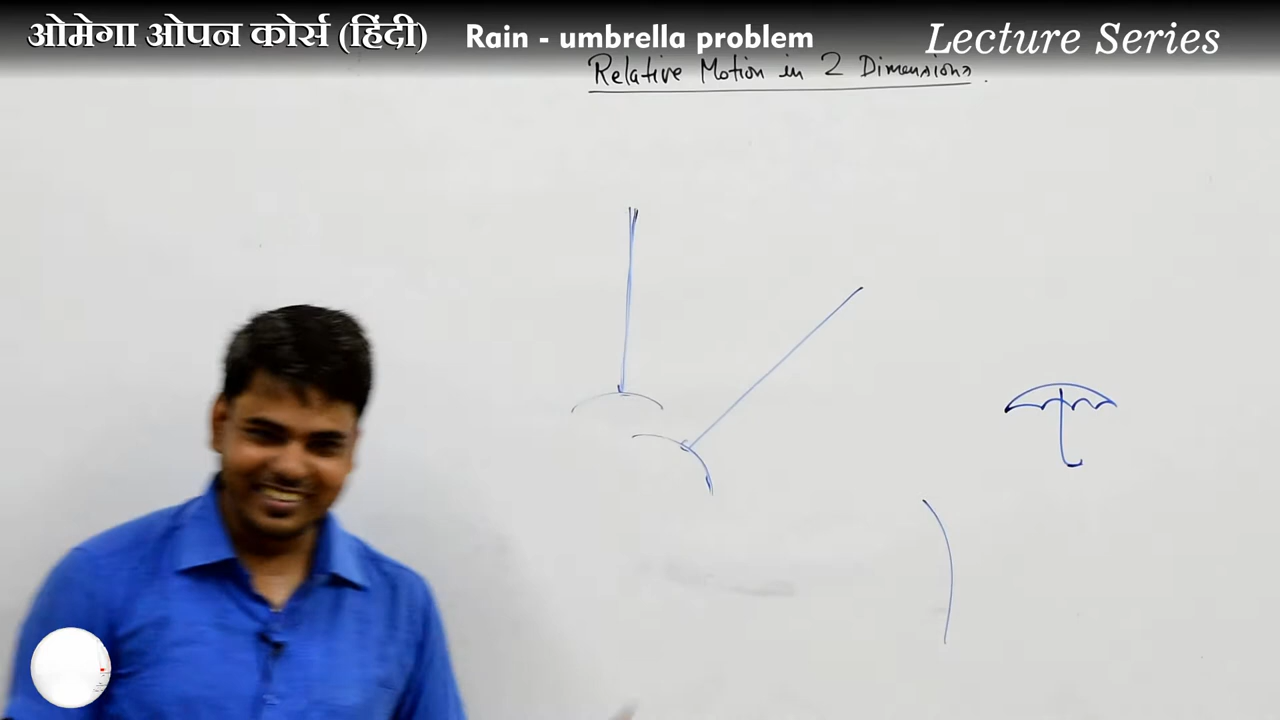 ओमेगा ओपन कोर्स (हिंदी) Rain - umbrella problem Lecture Series
Relative Motion in 2 Dimensions.